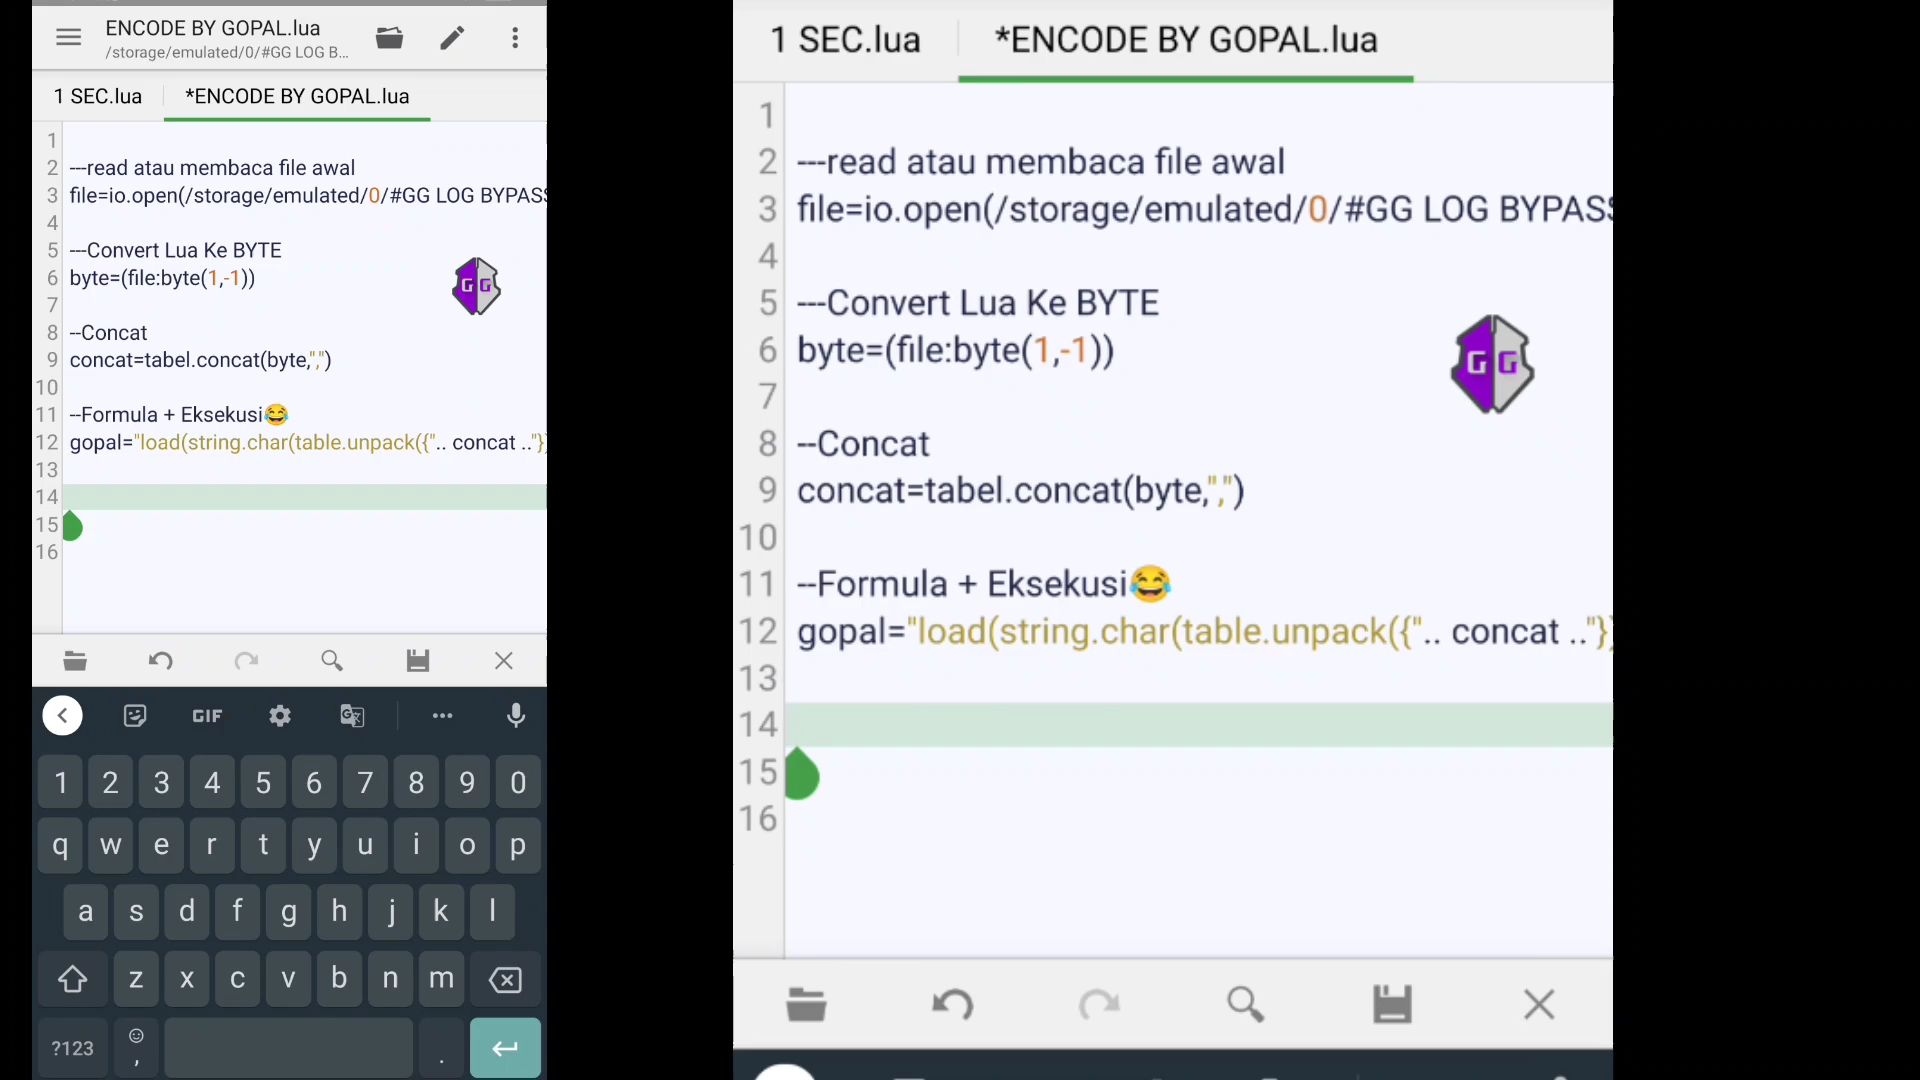 ENCODE BY GOPAL.lua
/storage/emulated/0/#GG LOG B...
1 SEC.lua
*ENCODE BY GOPAL.lua
1
2 ---read atau membaca file awal
3 file=io.open(/storage/emulated/0/#GG LOG BYPASS
4
5 ---Convert Lua Ke BYTE
6 byte=(file:byte(1,-1))
7
8 --Concat
9 concat=tabel.concat(byte,",")
10
11 --Formula + Eksekusi😂
12 gopal="load(string.char(table.unpack({".. concat .."})
13
14
15
16
GG
GIF
1 2 3 4 5 6 7 8 9 0
q w e r t y u i o p
a s d f g h j k l
z x c v b n m
?123 , .
1 SEC.lua
*ENCODE BY GOPAL.lua
1
2 ---read atau membaca file awal
3 file=io.open(/storage/emulated/0/#GG LOG BYPASS
4
5 ---Convert Lua Ke BYTE
6 byte=(file:byte(1,-1))
7
8 --Concat
9 concat=tabel.concat(byte,",")
10
11 --Formula + Eksekusi😂
12 gopal="load(string.char(table.unpack({".. concat .."})
13
14
15
16
GG